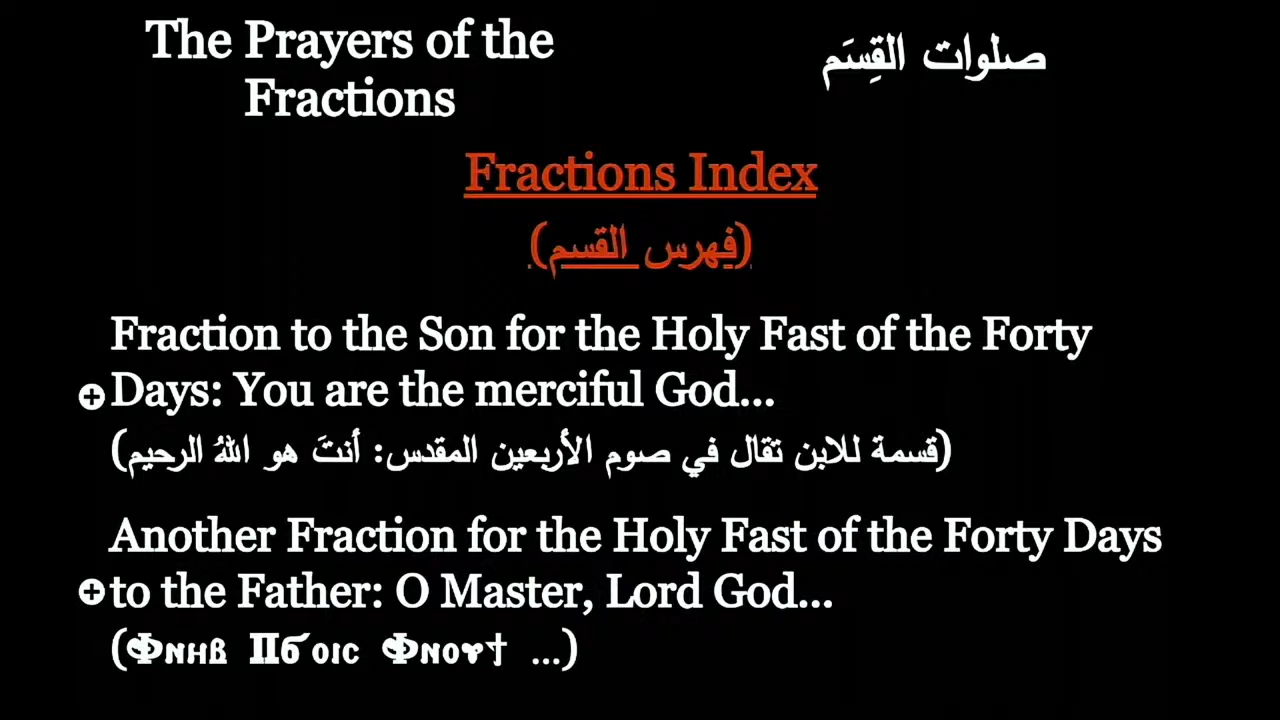 The Prayers of the
Fractions
صلوات القِسَم
Fractions Index
(فِهرس القسم)
Fraction to the Son for the Holy Fast of the Forty
Days: You are the merciful God...
(قسمة للابن تقال في صوم الأربعين المقدس: أنتَ هو اللهُ الرحيم)
Another Fraction for the Holy Fast of the Forty Days
to the Father: O Master, Lord God...
(Ⲫⲛⲏⲃ Ⲡϭⲟⲓⲥ Ⲫⲛⲟⲩϯ ...)